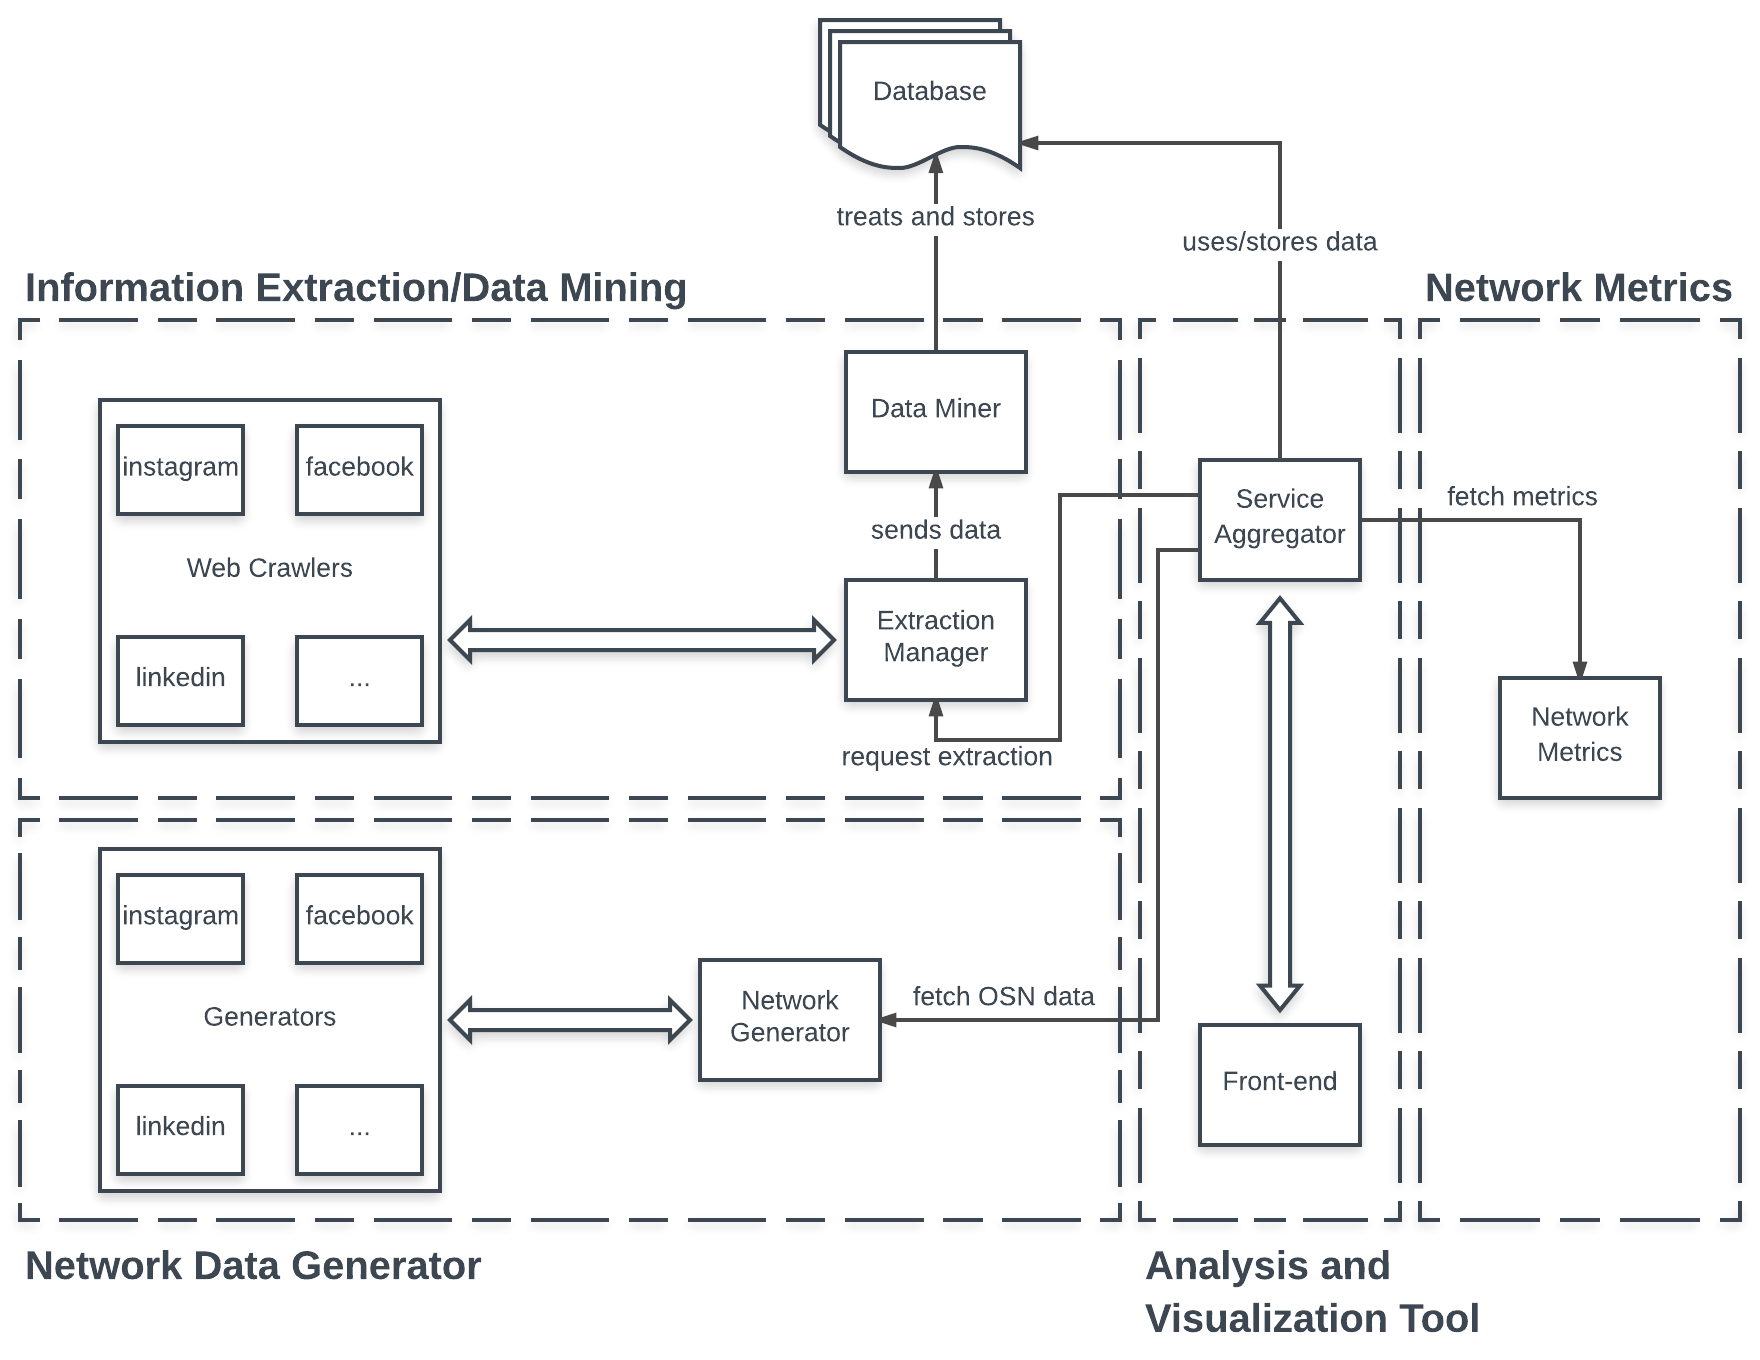 Database
treats and stores
uses/stores data
Information Extraction/Data Mining
Network Metrics
Data Miner
instagram
facebook
Service
Aggregator
fetch metrics
sends data
Web Crawlers
Extraction
Manager
linkedin
...
Network
Metrics
request extraction
instagram
facebook
Network
Generator
fetch OSN data
Generators
Front-end
linkedin
...
Network Data Generator
Analysis and
Visualization Tool